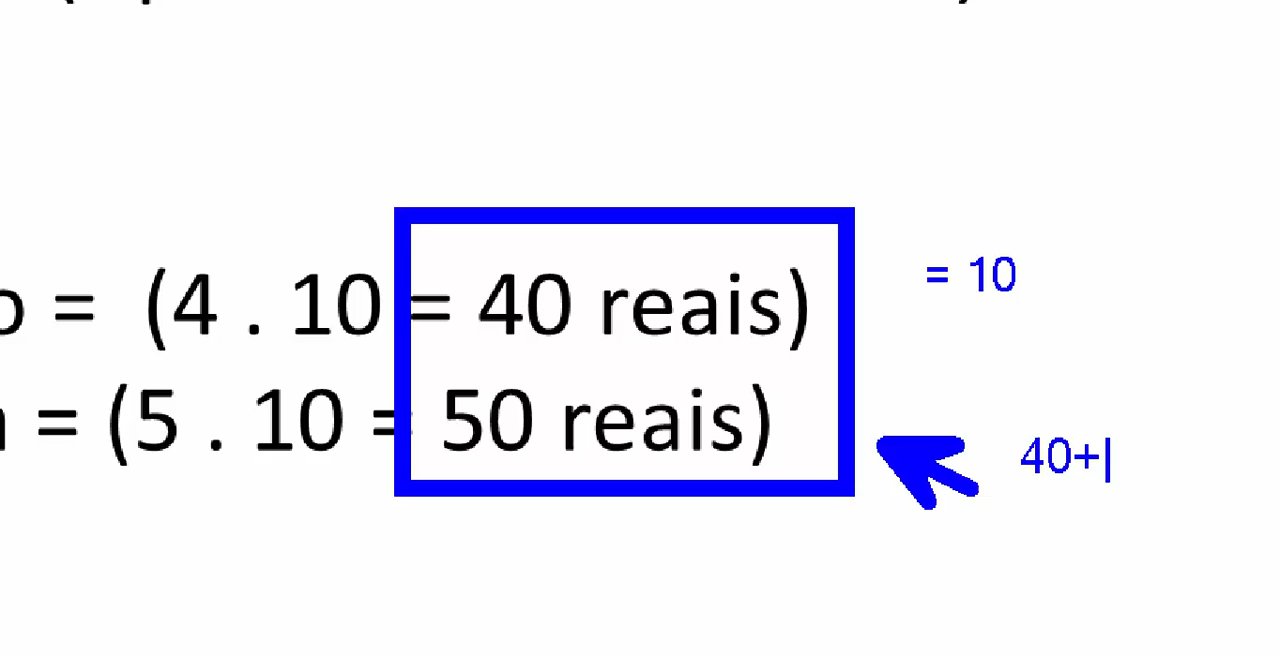 = (4 . 10 = 40 reais)
= 10
= (5 . 10 = 50 reais)
40+